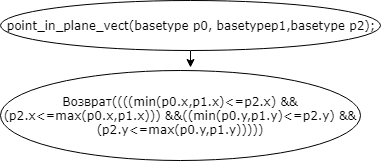 point_in_plane_vect(basetype p0, basetypep1,basetype p2);
Возврат((((min(p0.x,p1.x)<=p2.x) &&
(p2.x<=max(p0.x,p1.x))) &&((min(p0.y,p1.y)<=p2.y) &&
(p2.y<=max(p0.y,p1.y)))))